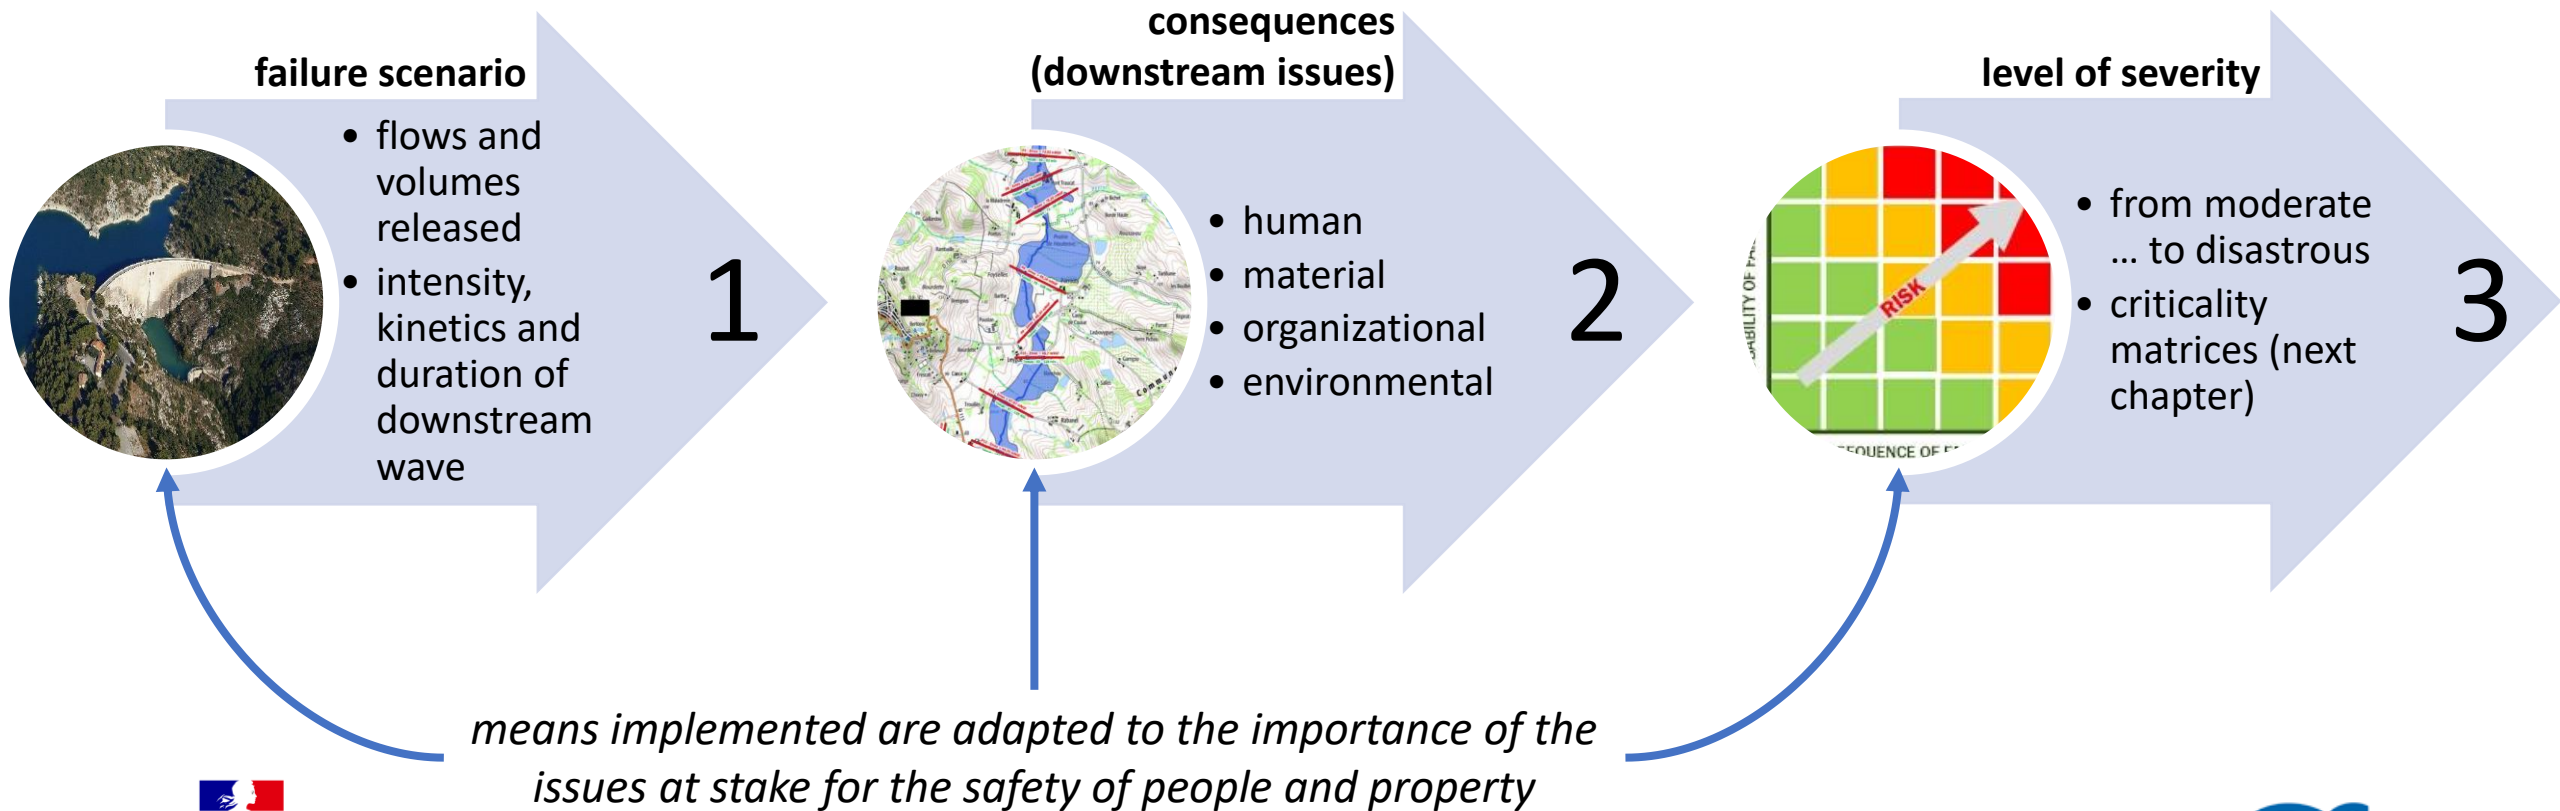 failure scenario
• flows and
volumes
released
• intensity,
kinetics and
duration of
downstream
wave
1
consequences
(downstream issues)
• human
• material
• organizational
• environmental
2
level of severity
• from moderate
... to disastrous
• criticality
matrices (next
chapter)
3
RISK
means implemented are adapted to the importance of the
issues at stake for the safety of people and property